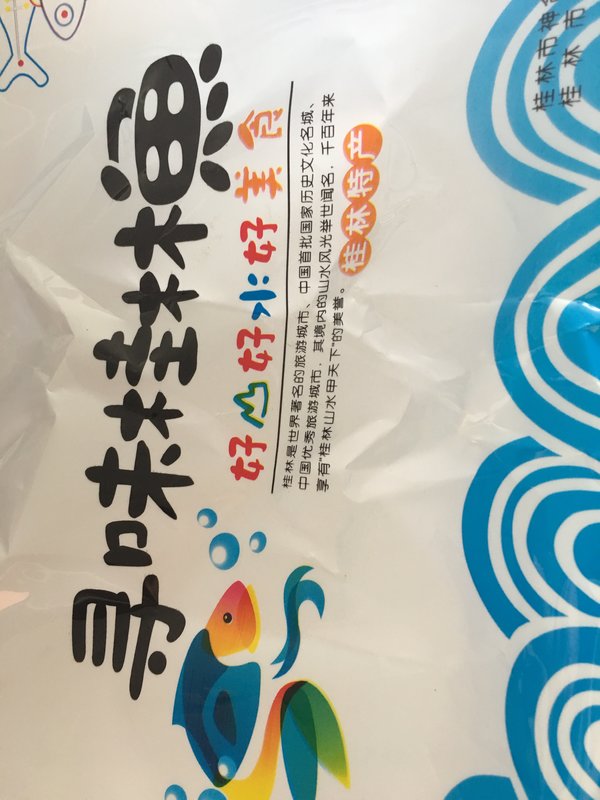 寻味桂林渔
好山好水好美食
桂林是世界著名的旅游城市、中国首批国家历史文化名城、
中国优秀旅游城市，其境内的山水风光举世闻名，千百年来
享有"桂林山水甲天下"的美誉。
桂林特产
桂林市神
桂林市